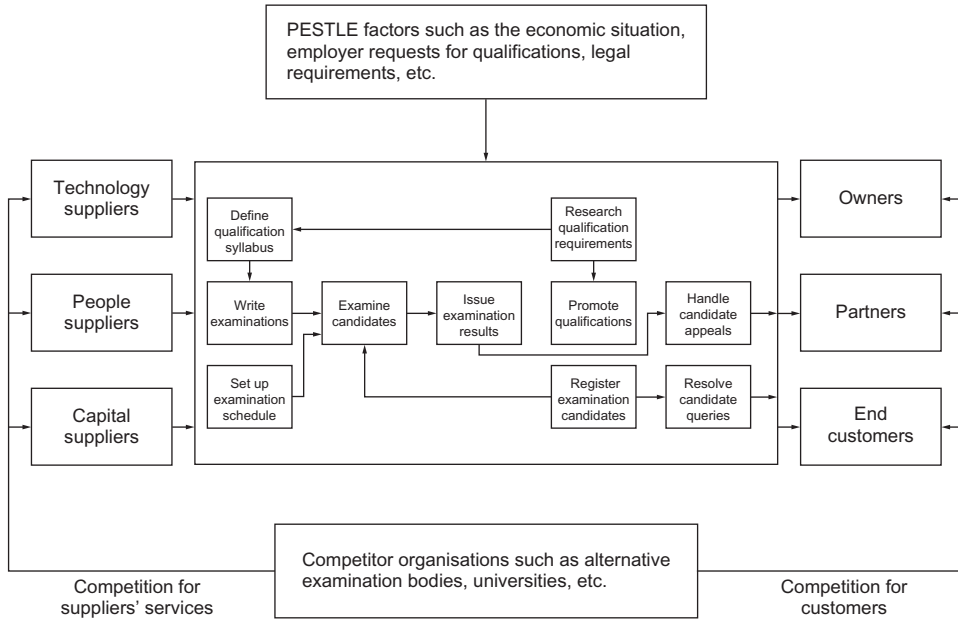 PESTLE factors such as the economic situation,
employer requests for qualifications, legal
requirements, etc.
Technology
suppliers
People
suppliers
Capital
suppliers
Define
qualification
syllabus
Research
qualification
requirements
Write
examinations
Examine
candidates
Issue
examination
results
Promote
qualifications
Handle
candidate
appeals
Set up
examination
schedule
Register
examination
candidates
Resolve
candidate
queries
Owners
Partners
End
customers
Competitor organisations such as alternative
examination bodies, universities, etc.
Competition for
suppliers’ services
Competition for
customers